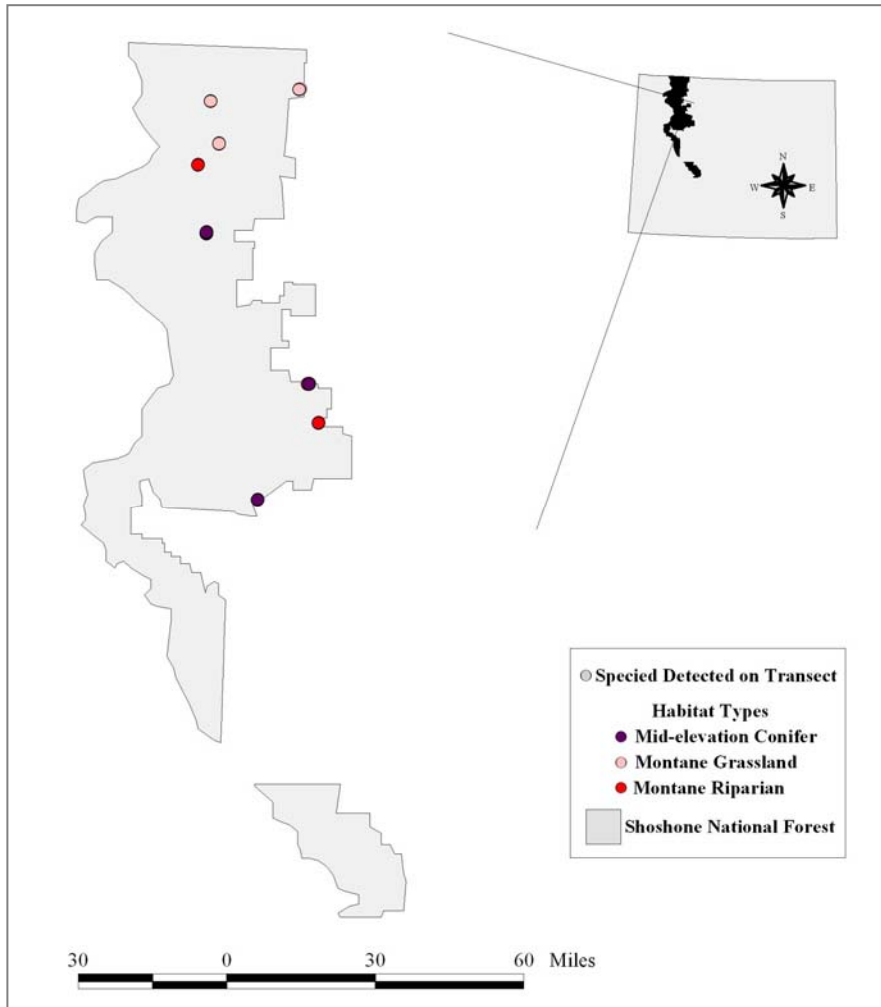 N
W E
S
Specied Detected on Transect
Habitat Types
Mid-elevation Conifer
Montane Grassland
Montane Riparian
Shoshone National Forest
30 0 30 60 Miles